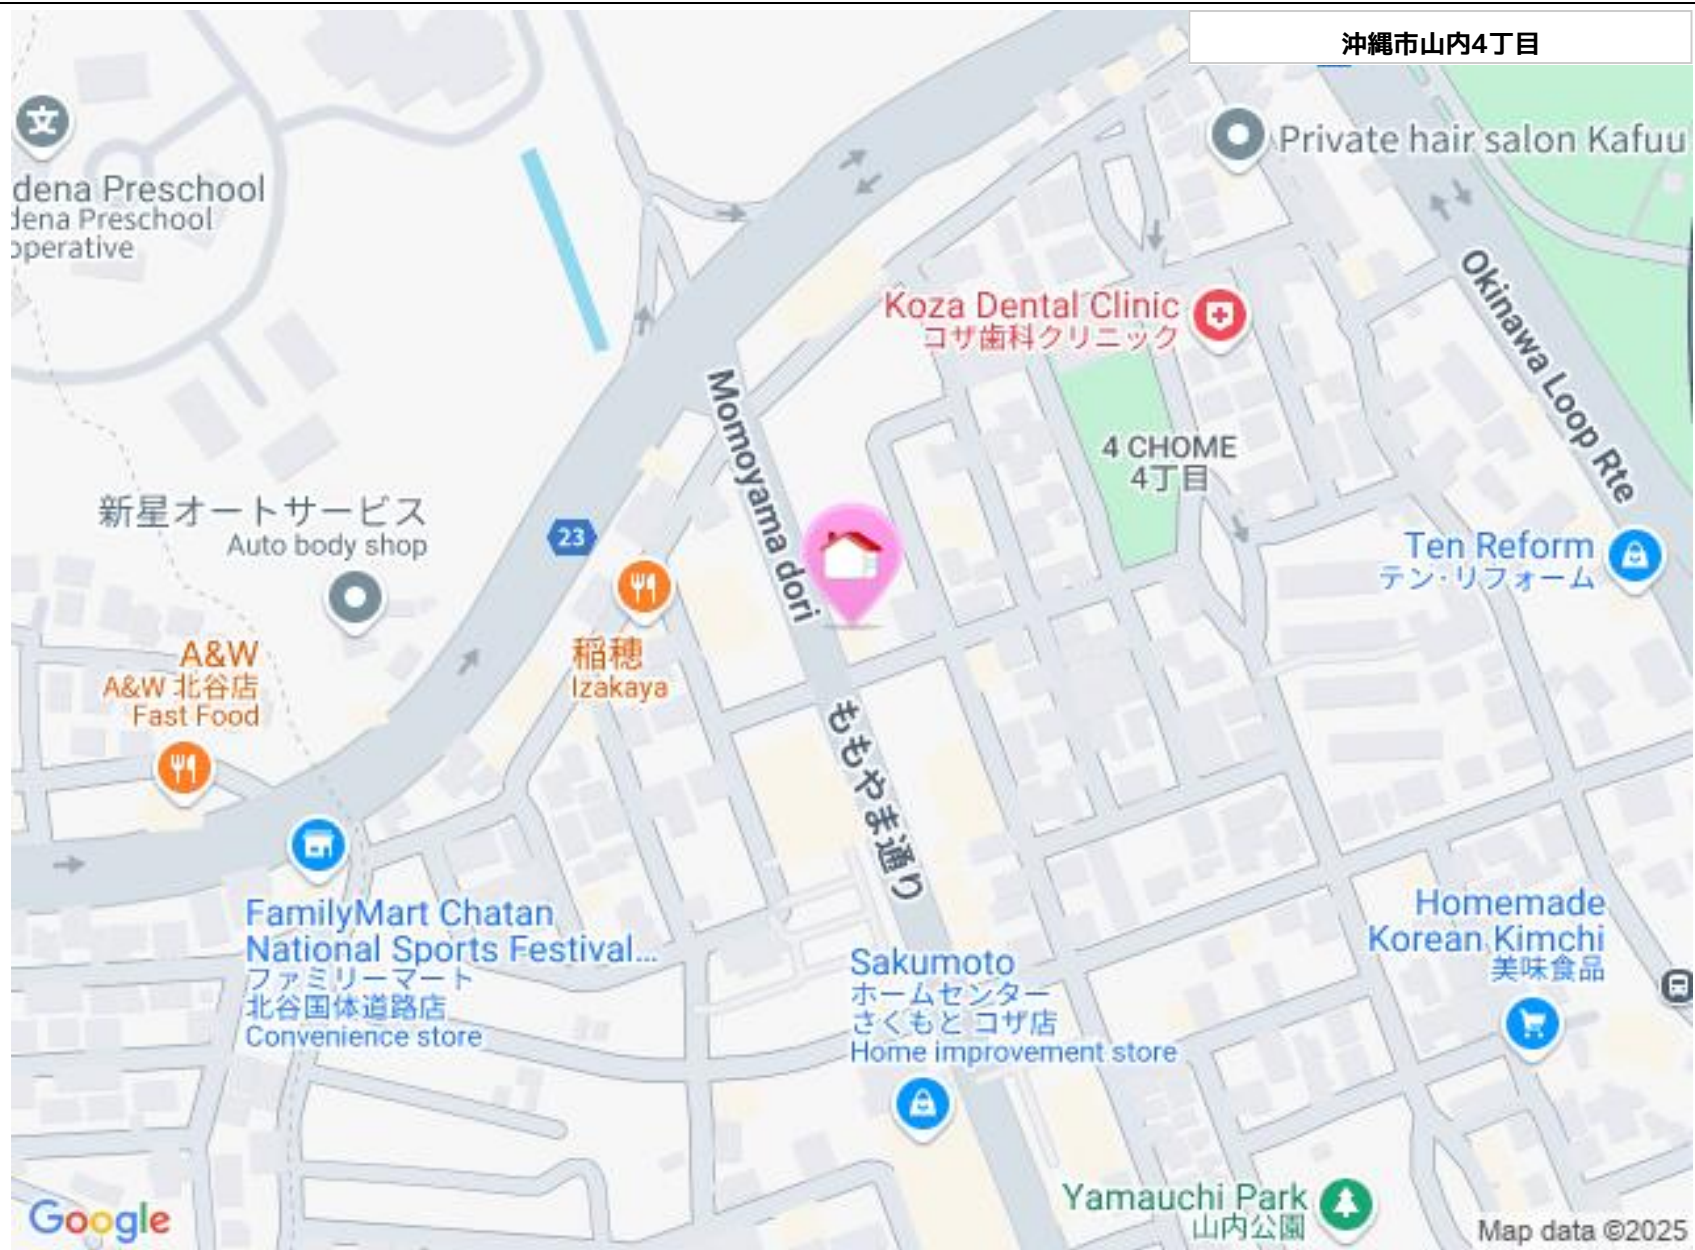 沖縄市山内4丁目
文
Private hair salon Kafuu
dena Preschool
dena Preschool
operative
Okinawa Loop Rte
Koza Dental Clinic
コザ歯科クリニック
Momoyama dori
4 CHOME
4丁目
新星オートサービス
Auto body shop
23
Ten Reform
テン・リフォーム
A&W
A&W 北谷店
Fast Food
稲穂
Izakaya
ももやま通り
FamilyMart Chatan
National Sports Festival...
ファミリーマート
北谷国体道路店
Convenience store
Homemade
Korean Kimchi
美味食品
Sakumoto
ホームセンター
さくもと コザ店
Home improvement store
Yamauchi Park
山内公園
Google
Map data ©2025